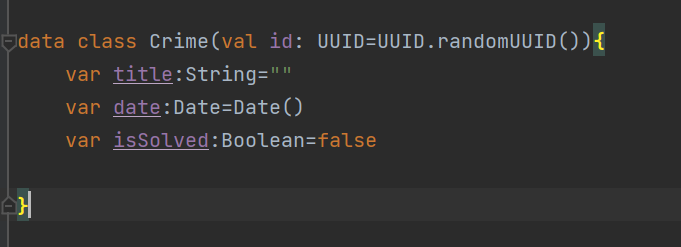 data class Crime(val id: UUID=UUID.randomUUID()){
    var title:String=""
    var date:Date=Date()
    var isSolved:Boolean=false
}